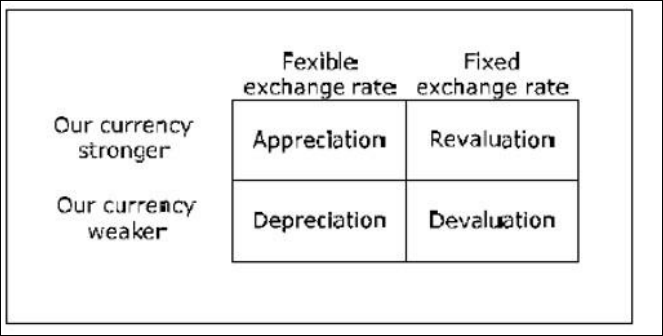 Fexible Fixed
exchange rate exchange rate
Our currency
stronger
Appreciation Revaluation
Our currency
weaker
Depreciation Devaluation